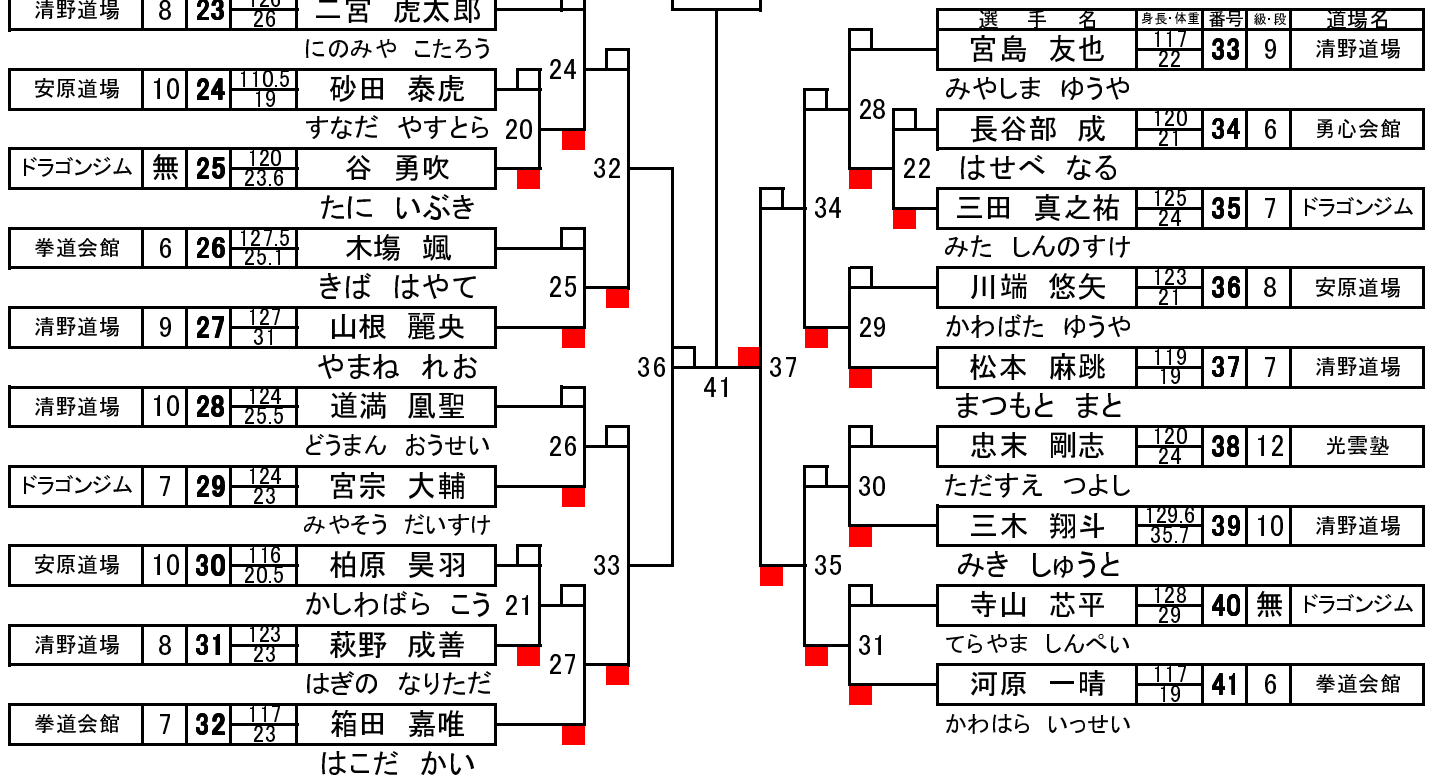 清野道場 8 23 126 26 二宮 虎太郎
にのみや こたろう
安原道場 10 24 110.5 19 砂田 泰虎
すなだ やすとら
ドラゴンジム 無 25 120 23.6 谷 勇吹
たに いぶき
拳道会館 6 26 127.5 25.1 木塲 颯
きば はやて
清野道場 9 27 127 31 山根 麗央
やまね れお
清野道場 10 28 124 25.5 道満 凰聖
どうまん おうせい
ドラゴンジム 7 29 124 23 宮宗 大輔
みやそう だいすけ
安原道場 10 30 116 20.5 柏原 昊羽
かしわばら こう
清野道場 8 31 123 23 萩野 成善
はぎの なりただ
拳道会館 7 32 117 23 箱田 嘉唯
はこだ かい
24
20
32
25
36
26
33
21
27
41
28
22
34
29
37
30
35
31
選手名 身長・体重 番号 級・段 道場名
宮島 友也 117 22 33 9 清野道場
みやしま ゆうや
長谷部 成 120 21 34 6 勇心会館
はせべ なる
三田 真之祐 125 24 35 7 ドラゴンジム
みた しんのすけ
川端 悠矢 123 21 36 8 安原道場
かわばた ゆうや
松本 麻跳 119 19 37 7 清野道場
まつもと まと
忠末 剛志 120 24 38 12 光雲塾
ただすえ つよし
三木 翔斗 129.6 35.7 39 10 清野道場
みき しゅうと
寺山 芯平 128 29 40 無 ドラゴンジム
てらやま しんぺい
河原 一晴 117 19 41 6 拳道会館
かわはら いっせい